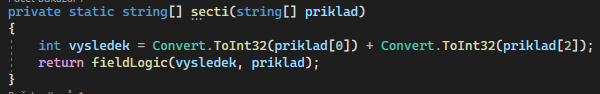 private static string[] secti(string[] priklad)
{
int vysledek = Convert.ToInt32(priklad[0]) + Convert.ToInt32(priklad[2]);
return fieldLogic(vysledek, priklad);
}